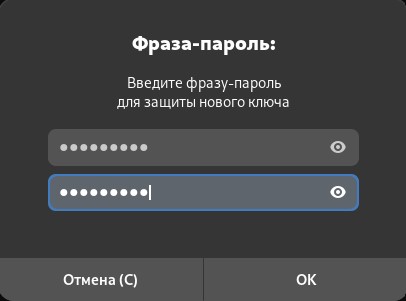 Фраза-пароль:
Введите фразу-пароль
для защиты нового ключа
●●●●●●●●●
●●●●●●●●●
Отмена (C)
OK